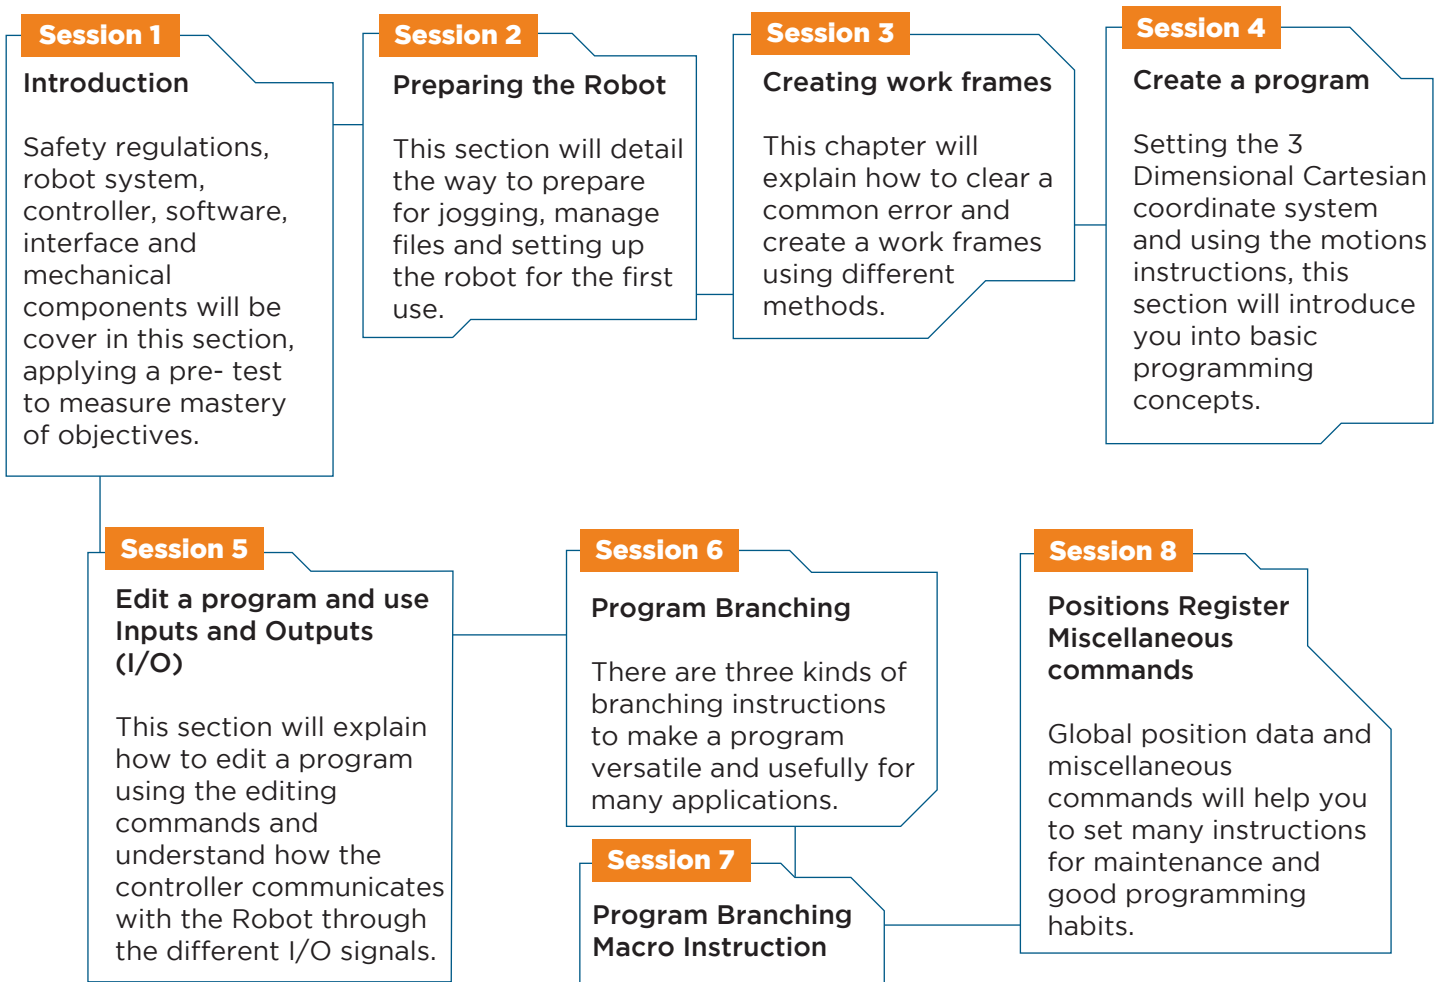 Session 1
Introduction
Safety regulations,
robot system,
controller, software,
interface and
mechanical
components will be
cover in this section,
applying a pre- test
to measure mastery
of objectives.
Session 2
Preparing the Robot
This section will detail
the way to prepare
for jogging, manage
files and setting up
the robot for the first
use.
Session 3
Creating work frames
This chapter will
explain how to clear a
common error and
create a work frames
using different
methods.
Session 4
Create a program
Setting the 3
Dimensional Cartesian
coordinate system
and using the motions
instructions, this
section will introduce
you into basic
programming
concepts.
Session 5
Edit a program and use
Inputs and Outputs
(I/O)
This section will explain
how to edit a program
using the editing
commands and
understand how the
controller communicates
with the Robot through
the different I/O signals.
Session 6
Program Branching
There are three kinds of
branching instructions
to make a program
versatile and usefully for
many applications.
Session 7
Program Branching
Macro Instruction
Session 8
Positions Register
Miscellaneous
commands
Global position data and
miscellaneous
commands will help you
to set many instructions
for maintenance and
good programming
habits.